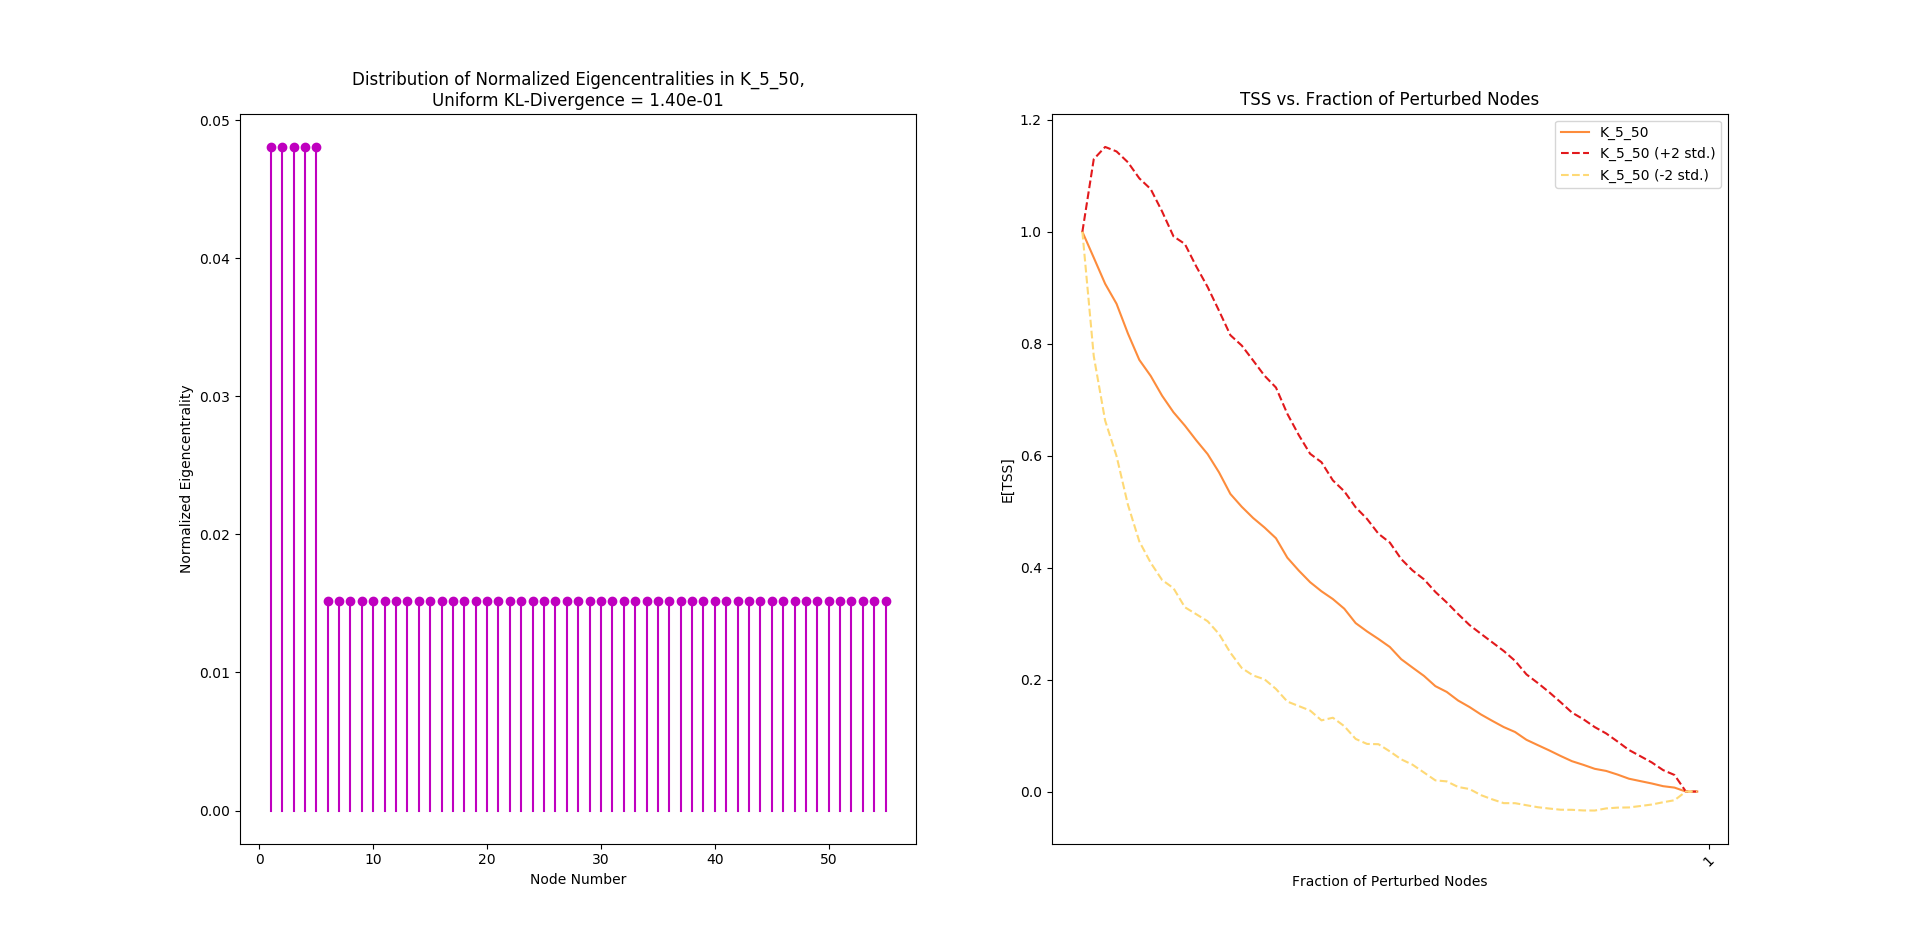 Distribution of Normalized Eigencentralities in K_5_50,
Uniform KL-Divergence = 1.40e-01
0.05
0.04
0.03
0.02
0.01
0.00
Normalized Eigencentrality
0 10 20 30 40 50
Node Number
TSS vs. Fraction of Perturbed Nodes
K_5_50
K_5_50 (+2 std.)
K_5_50 (-2 std.)
1.2
1.0
0.8
0.6
0.4
0.2
0.0
E[TSS]
1
Fraction of Perturbed Nodes